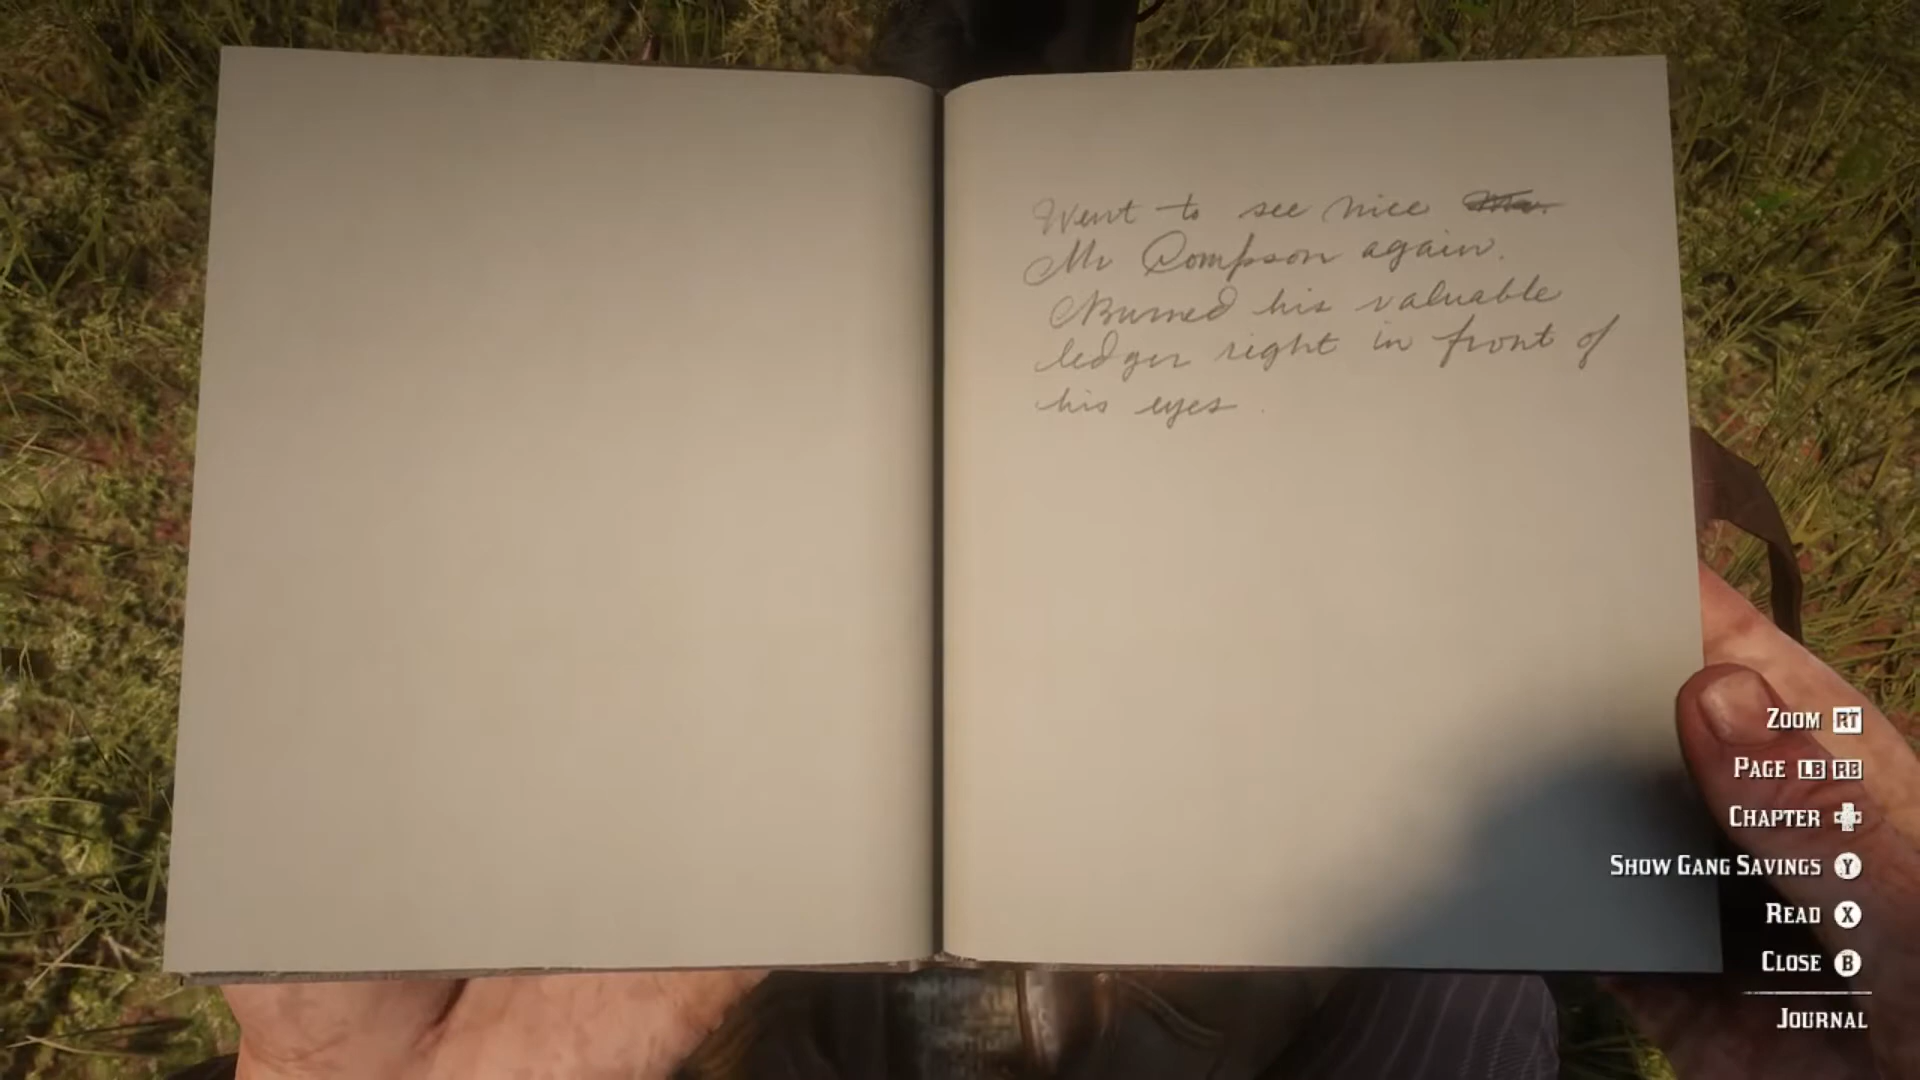 Went to see nice
Mr Compson again.
Burned his valuable
ledger right in front of
his eyes.
Zoom RT
Page LB RB
Chapter
Show Gang Savings Y
Read X
Close B
Journal